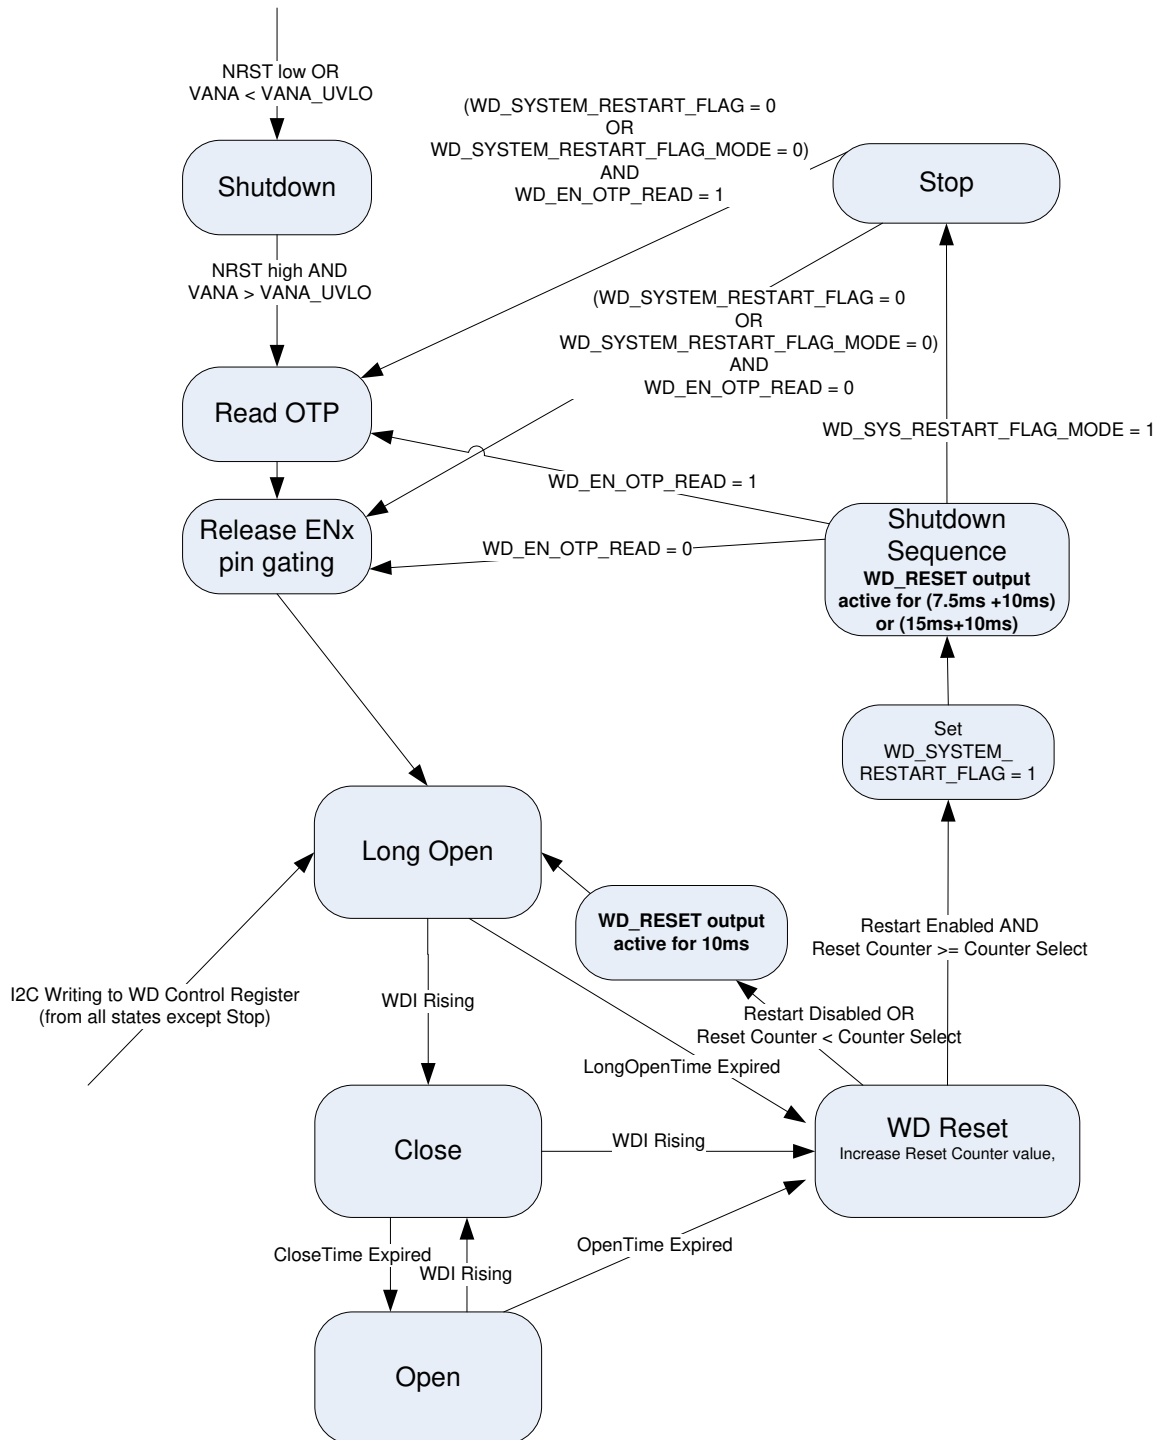 NRST low OR
VANA < VANA_UVLO
Shutdown
NRST high AND
VANA > VANA_UVLO
(WD_SYSTEM_RESTART_FLAG = 0
OR
WD_SYSTEM_RESTART_FLAG_MODE = 0)
AND
WD_EN_OTP_READ = 1
Stop
(WD_SYSTEM_RESTART_FLAG = 0
OR
WD_SYSTEM_RESTART_FLAG_MODE = 0)
AND
WD_EN_OTP_READ = 0
Read OTP
WD_SYS_RESTART_FLAG_MODE = 1
WD_EN_OTP_READ = 1
Release ENx
pin gating
WD_EN_OTP_READ = 0
Shutdown
Sequence
WD_RESET output
active for (7.5ms +10ms)
or (15ms+10ms)
Set
WD_SYSTEM_
RESTART_FLAG = 1
Long Open
WD_RESET output
active for 10ms
Restart Enabled AND
Reset Counter >= Counter Select
I2C Writing to WD Control Register
(from all states except Stop)
WDI Rising
Restart Disabled OR
Reset Counter < Counter Select
LongOpenTime Expired
Close
WDI Rising
WD Reset
Increase Reset Counter value,
CloseTime Expired
WDI Rising
OpenTime Expired
Open